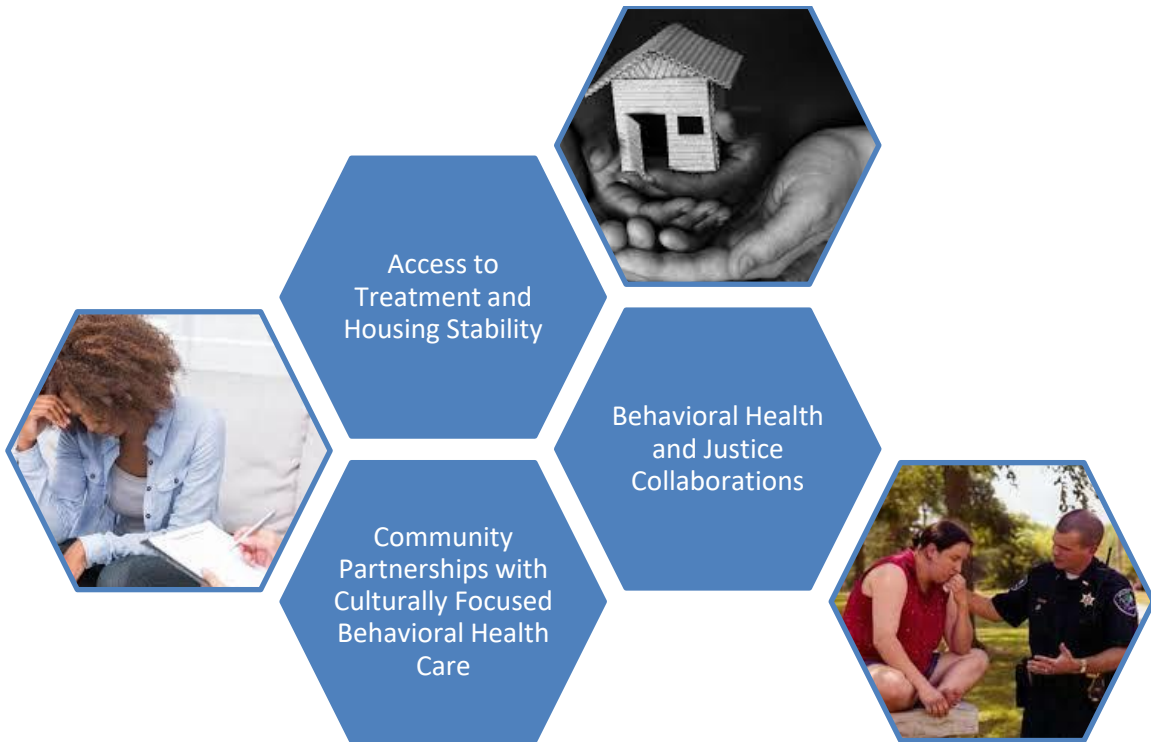 Access to
Treatment and
Housing Stability
Behavioral Health
and Justice
Collaborations
Community
Partnerships with
Culturally Focused
Behavioral Health
Care